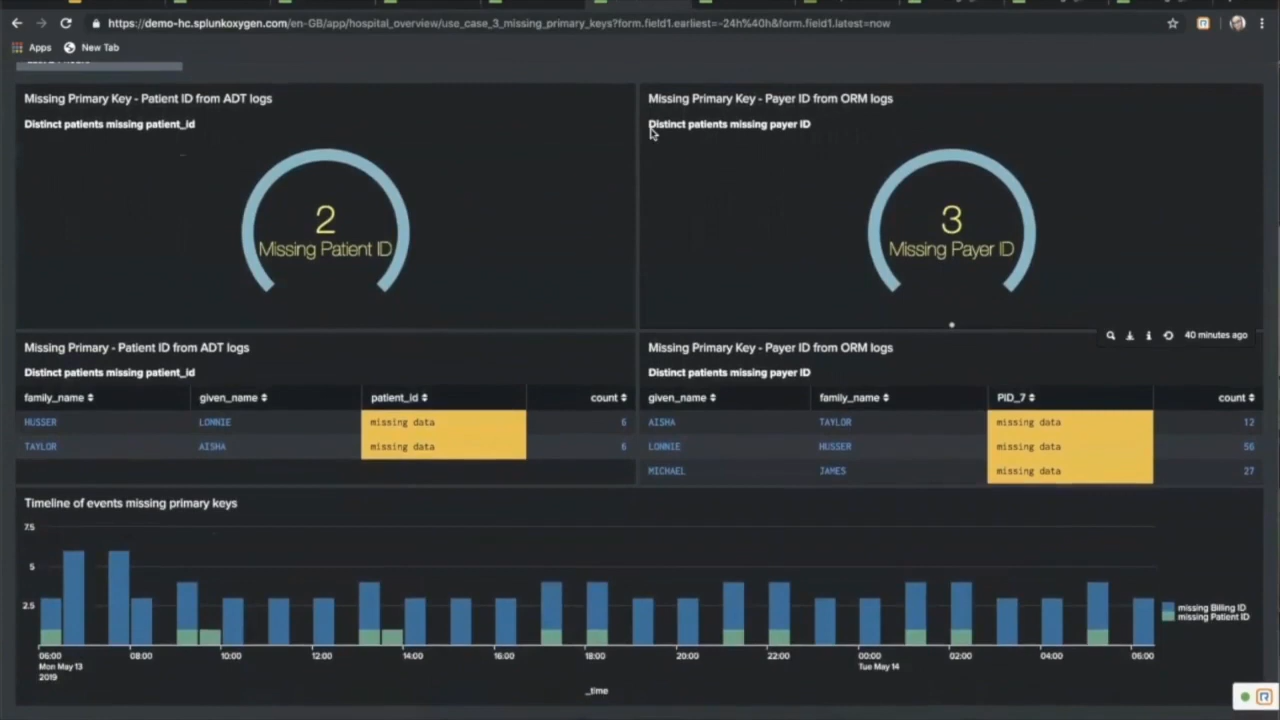 https://demo-hc.splunkoxygen.com/en-GB/app/hospital_overview/use_case_3_missing_primary_keys?form.field1.earliest=-24h%40h&form.field1.latest=now
Apps New Tab
Missing Primary Key - Patient ID from ADT logs
Distinct patients missing patient_id
2
Missing Patient ID
Missing Primary Key - Payer ID from ORM logs
Distinct patients missing payer ID
3
Missing Payer ID
40 minutes ago
Missing Primary - Patient ID from ADT logs
Distinct patients missing patient_id
family_name given_name patient_id count
HUSSER LONNIE missing data 6
TAYLOR AISHA missing data 6
Missing Primary Key - Payer ID from ORM logs
Distinct patients missing payer ID
given_name family_name PID_7 count
AISHA TAYLOR missing data 12
LONNIE HUSSER missing data 56
MICHAEL JAMES missing data 27
Timeline of events missing primary keys
7.5
5
2.5
missing Billing ID
missing Patient ID
06:00 08:00 10:00 12:00 14:00 16:00 18:00 20:00 22:00 00:00 02:00 04:00 06:00
Mon May 13 Tue May 14
2019
_time